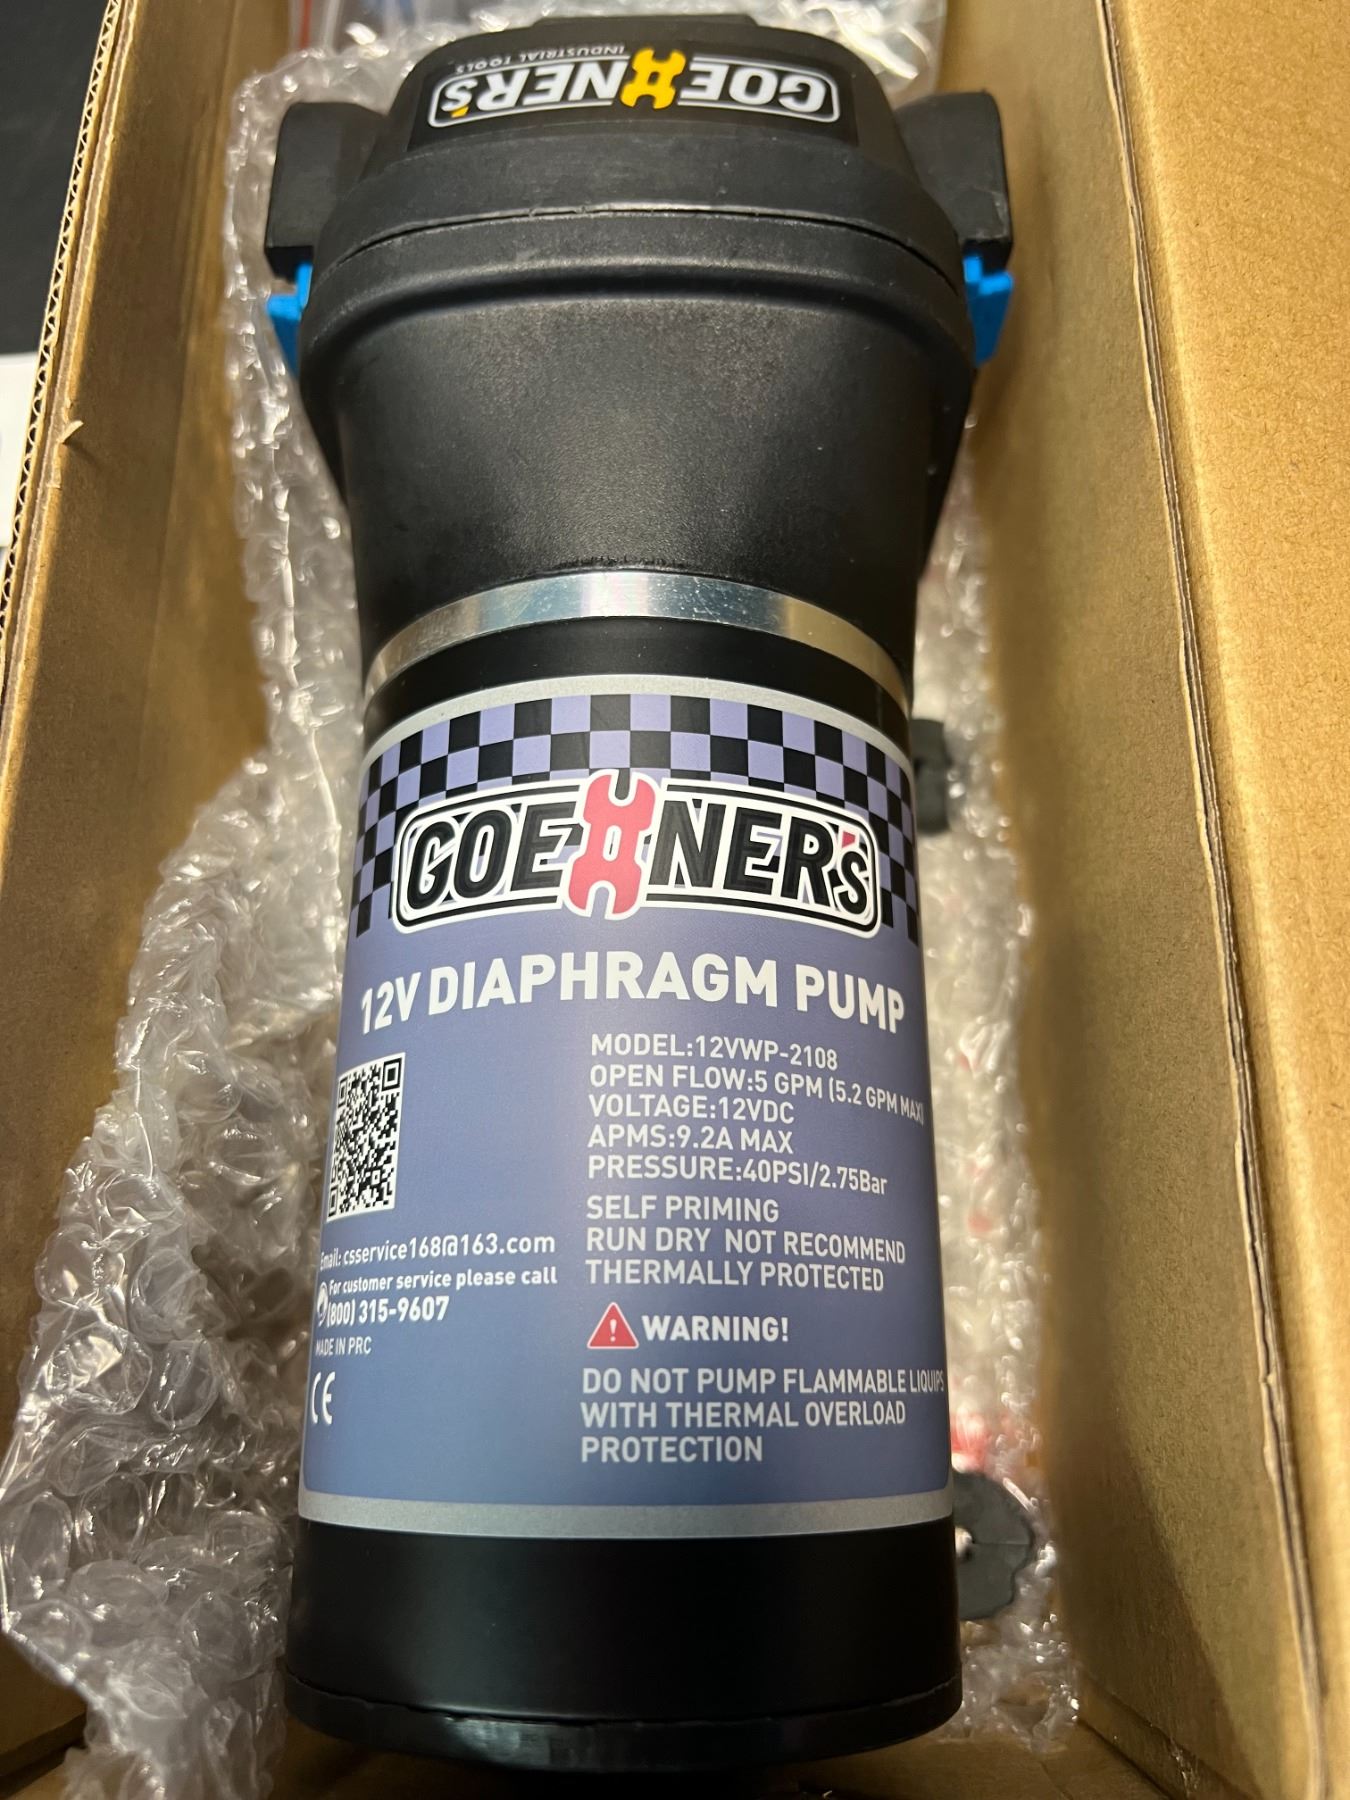 GOEHNER's
INDUSTRIAL TOOLS
GOEHNER's
12V DIAPHRAGM PUMP
MODEL:12VWP-2108
OPEN FLOW:5 GPM (5.2 GPM MAX)
VOLTAGE:12VDC
APMS:9.2A MAX
PRESSURE:40PSI/2.75Bar
SELF PRIMING
RUN DRY NOT RECOMMEND
THERMALLY PROTECTED
WARNING!
DO NOT PUMP FLAMMABLE LIQUIPS
WITH THERMAL OVERLOAD
PROTECTION
Email: csservice168@163.com
For customer service please call
(800) 315-9607
MADE IN PRC
CE